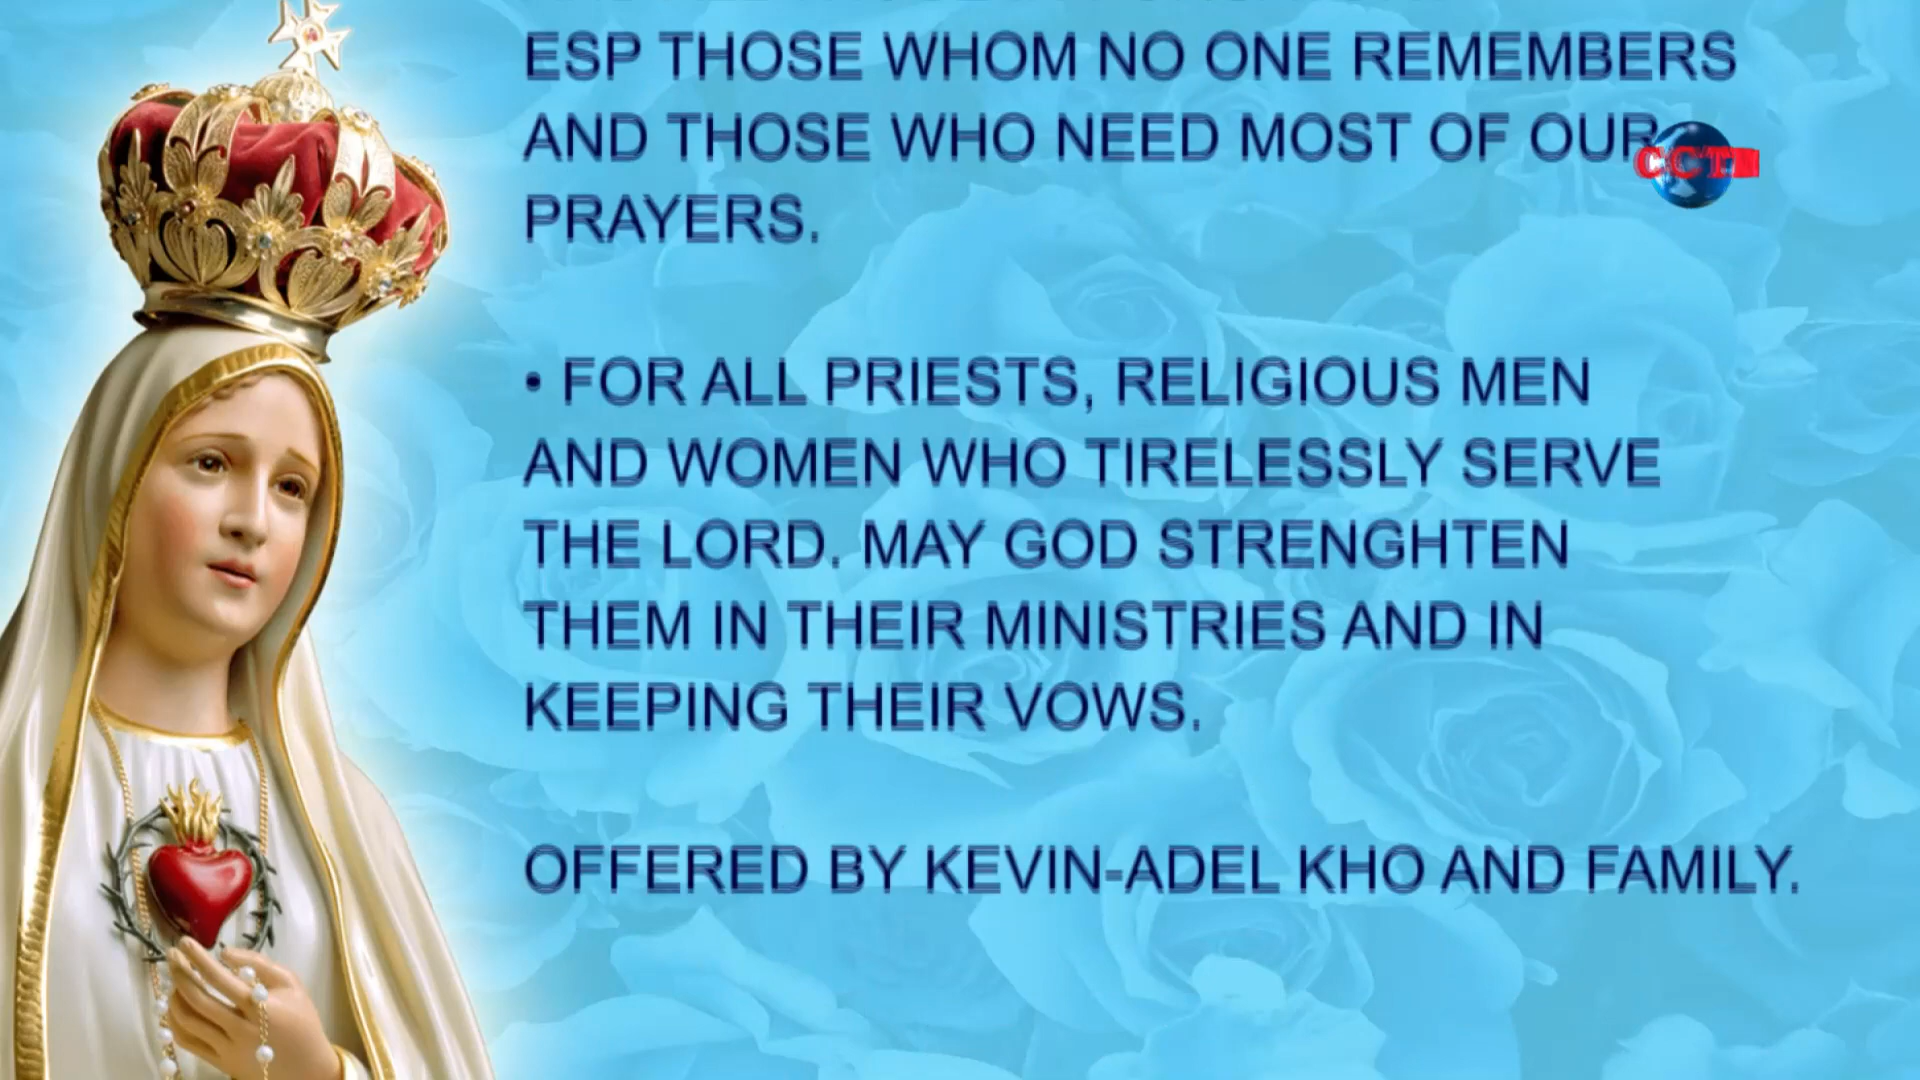 ESP THOSE WHOM NO ONE REMEMBERS
AND THOSE WHO NEED MOST OF OUR
PRAYERS.
• FOR ALL PRIESTS, RELIGIOUS MEN
AND WOMEN WHO TIRELESSLY SERVE
THE LORD. MAY GOD STRENGHTEN
THEM IN THEIR MINISTRIES AND IN
KEEPING THEIR VOWS.
OFFERED BY KEVIN-ADEL KHO AND FAMILY.
CCT